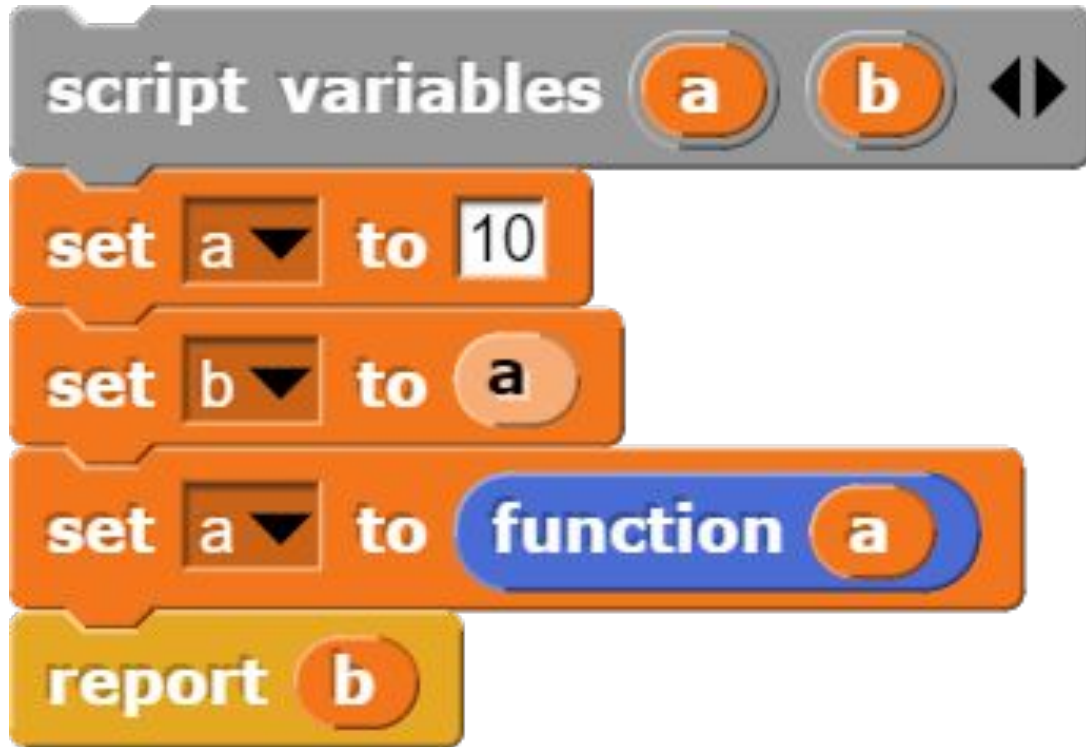 script variables a b
set a to 10
set b to a
set a to function a
report b